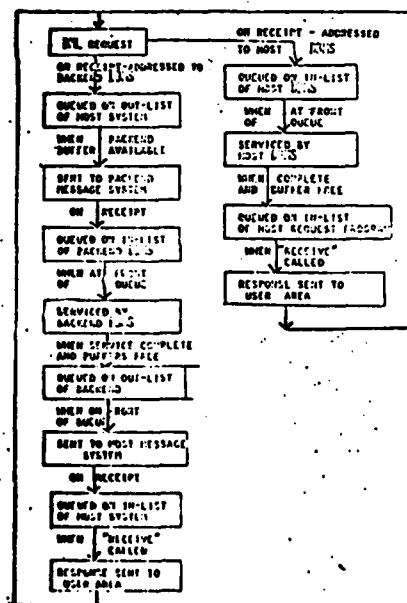 DML REQUEST
ON RECEIPT-ADDRESSED TO
BACKEND DBMS
QUEUED ON OUT-LIST
OF HOST SYSTEM
WHEN BACKEND
BUFFER AVAILABLE
SENT TO BACKEND
MESSAGE SYSTEM
ON RECEIPT
QUEUED ON IN-LIST
OF BACKEND DBMS
WHEN AT FRONT
OF QUEUE
SERVICED BY
BACKEND DBMS
WHEN SERVICE COMPLETE
AND BUFFERS FREE
QUEUED ON OUT-LIST
OF BACKEND
WHEN ON FRONT
OF QUEUE
SENT TO HOST MESSAGE
SYSTEM
ON RECEIPT
QUEUED ON IN-LIST
OF HOST SYSTEM
WHEN "RECEIVE"
CALLED
RESPONSE SENT TO
USER AREA
ON RECEIPT - ADDRESSED
TO HOST DBMS
QUEUED ON IN-LIST
OF HOST DBMS
WHEN AT FRONT
OF QUEUE
SERVICED BY
HOST DBMS
WHEN COMPLETE
AND BUFFER FREE
QUEUED ON IN-LIST
OF HOST REQUEST PROGRAM
WHEN "RECEIVE"
CALLED
RESPONSE SENT TO
USER AREA